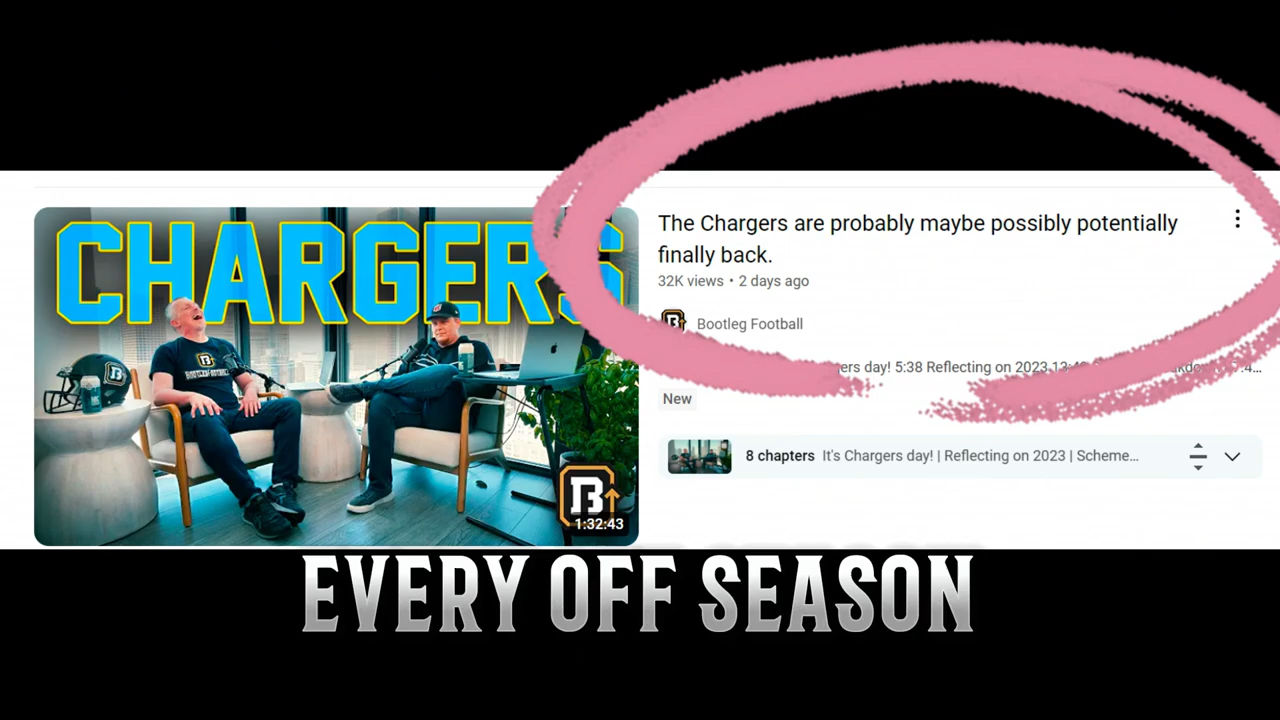 CHARGERS
The Chargers are probably maybe possibly potentially
finally back.
32K views • 2 days ago
B
Bootleg Football
ers day! 5:38 Reflecting on 2023
New
8 chapters It's Chargers day! | Reflecting on 2023 | Scheme...
B
1:32:43
EVERY OFF SEASON